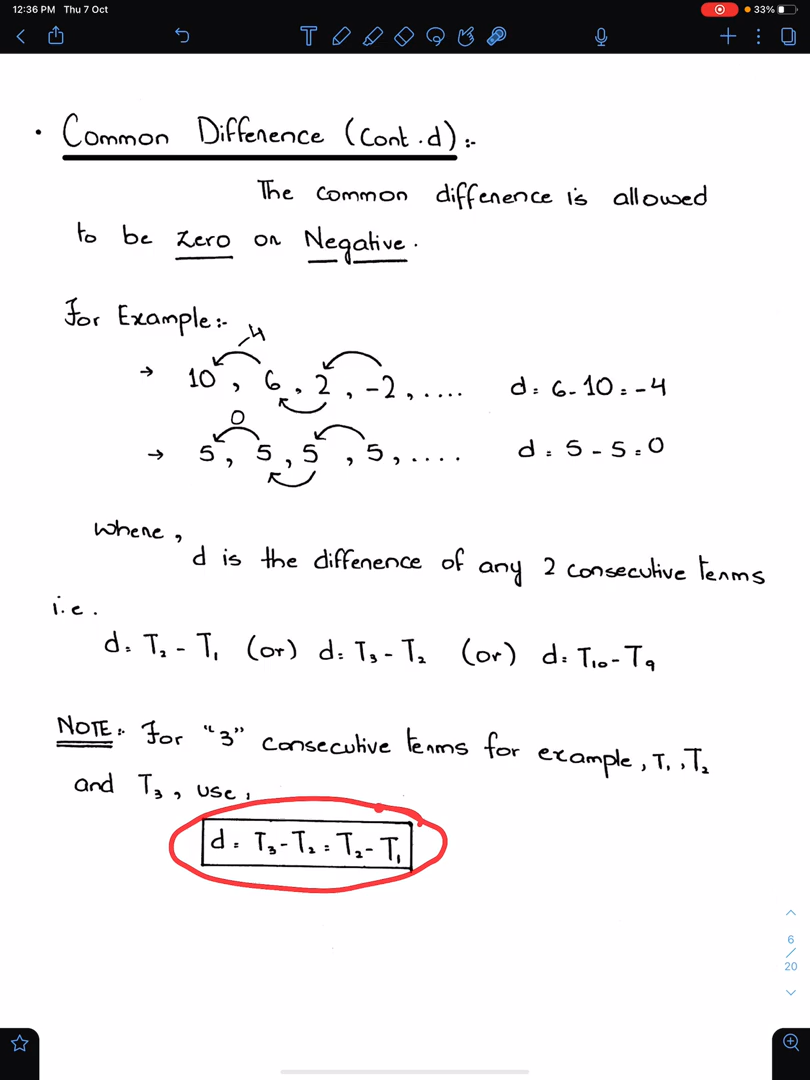 12:36 PM Thu 7 Oct
33%
• Common Difference (Cont.d):-
The common difference is allowed
to be Zero or Negative.
For Example:-
-4
→ 10, 6, 2, -2, .... d = 6-10 = -4
0
→ 5, 5, 5, 5, .... d = 5-5 = 0
where,
d is the difference of any 2 consecutive terms
i.e.
d = T₂ - T₁ (or) d = T₃ - T₂ (or) d = T₁₀ - T₉
NOTE:- For "3" consecutive terms for example, T₁, T₂
and T₃, use,
d = T₃ - T₂ = T₂ - T₁
6
/
20